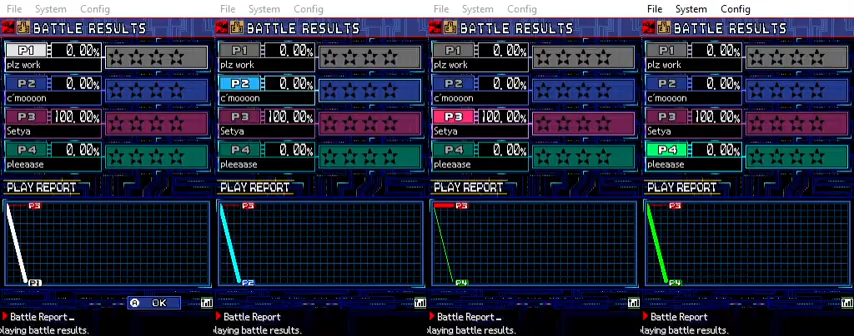 File System Config
BATTLE RESULTS
P1 0.00%
plz work
P2 0.00%
c'moooon
P3 100.00%
Setya
P4 0.00%
pleeaase
PLAY REPORT
P3
P1
A OK
Battle Report
playing battle results.
File System Config
BATTLE RESULTS
P1 0.00%
plz work
P2 0.00%
c'moooon
P3 100.00%
Setya
P4 0.00%
pleeaase
PLAY REPORT
P3
P2
Battle Report
playing battle results.
File System Config
BATTLE RESULTS
P1 0.00%
plz work
P2 0.00%
c'moooon
P3 100.00%
Setya
P4 0.00%
pleeaase
PLAY REPORT
P3
P4
Battle Report
playing battle results.
File System Config
BATTLE RESULTS
P1 0.00%
plz work
P2 0.00%
c'moooon
P3 100.00%
Setya
P4 0.00%
pleeaase
PLAY REPORT
P3
P4
Battle Report
playing battle results.